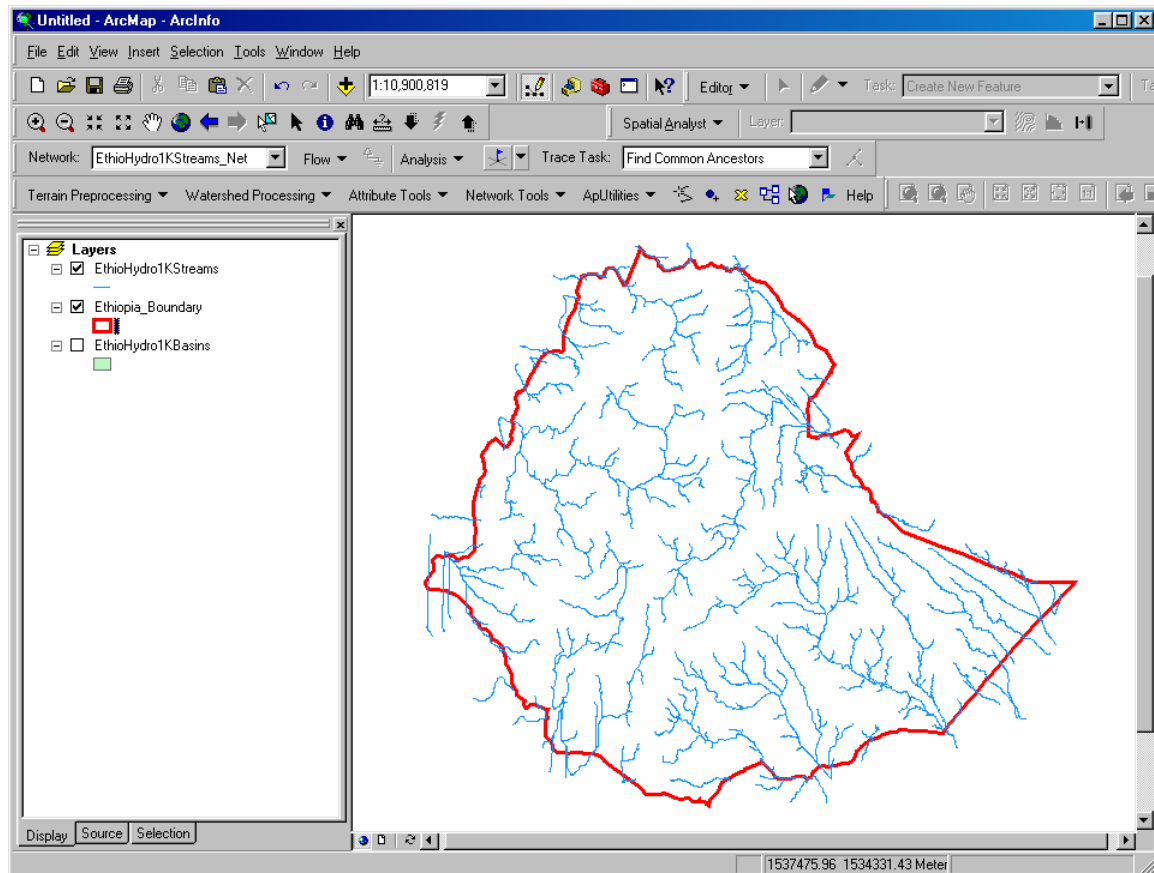 Untitled - ArcMap - ArcInfo
File Edit View Insert Selection Tools Window Help
1:10,900,819 Editor Task: Create New Feature Ta
Spatial Analyst Layer:
Network: EthioHydro1KStreams_Net Flow Analysis Trace Task: Find Common Ancestors
Terrain Preprocessing Watershed Processing Attribute Tools Network Tools ApUtilities Help
Layers
EthioHydro1KStreams
Ethiopia_Boundary
EthioHydro1KBasins
Display Source Selection
1537475.96 1534331.43 Meter